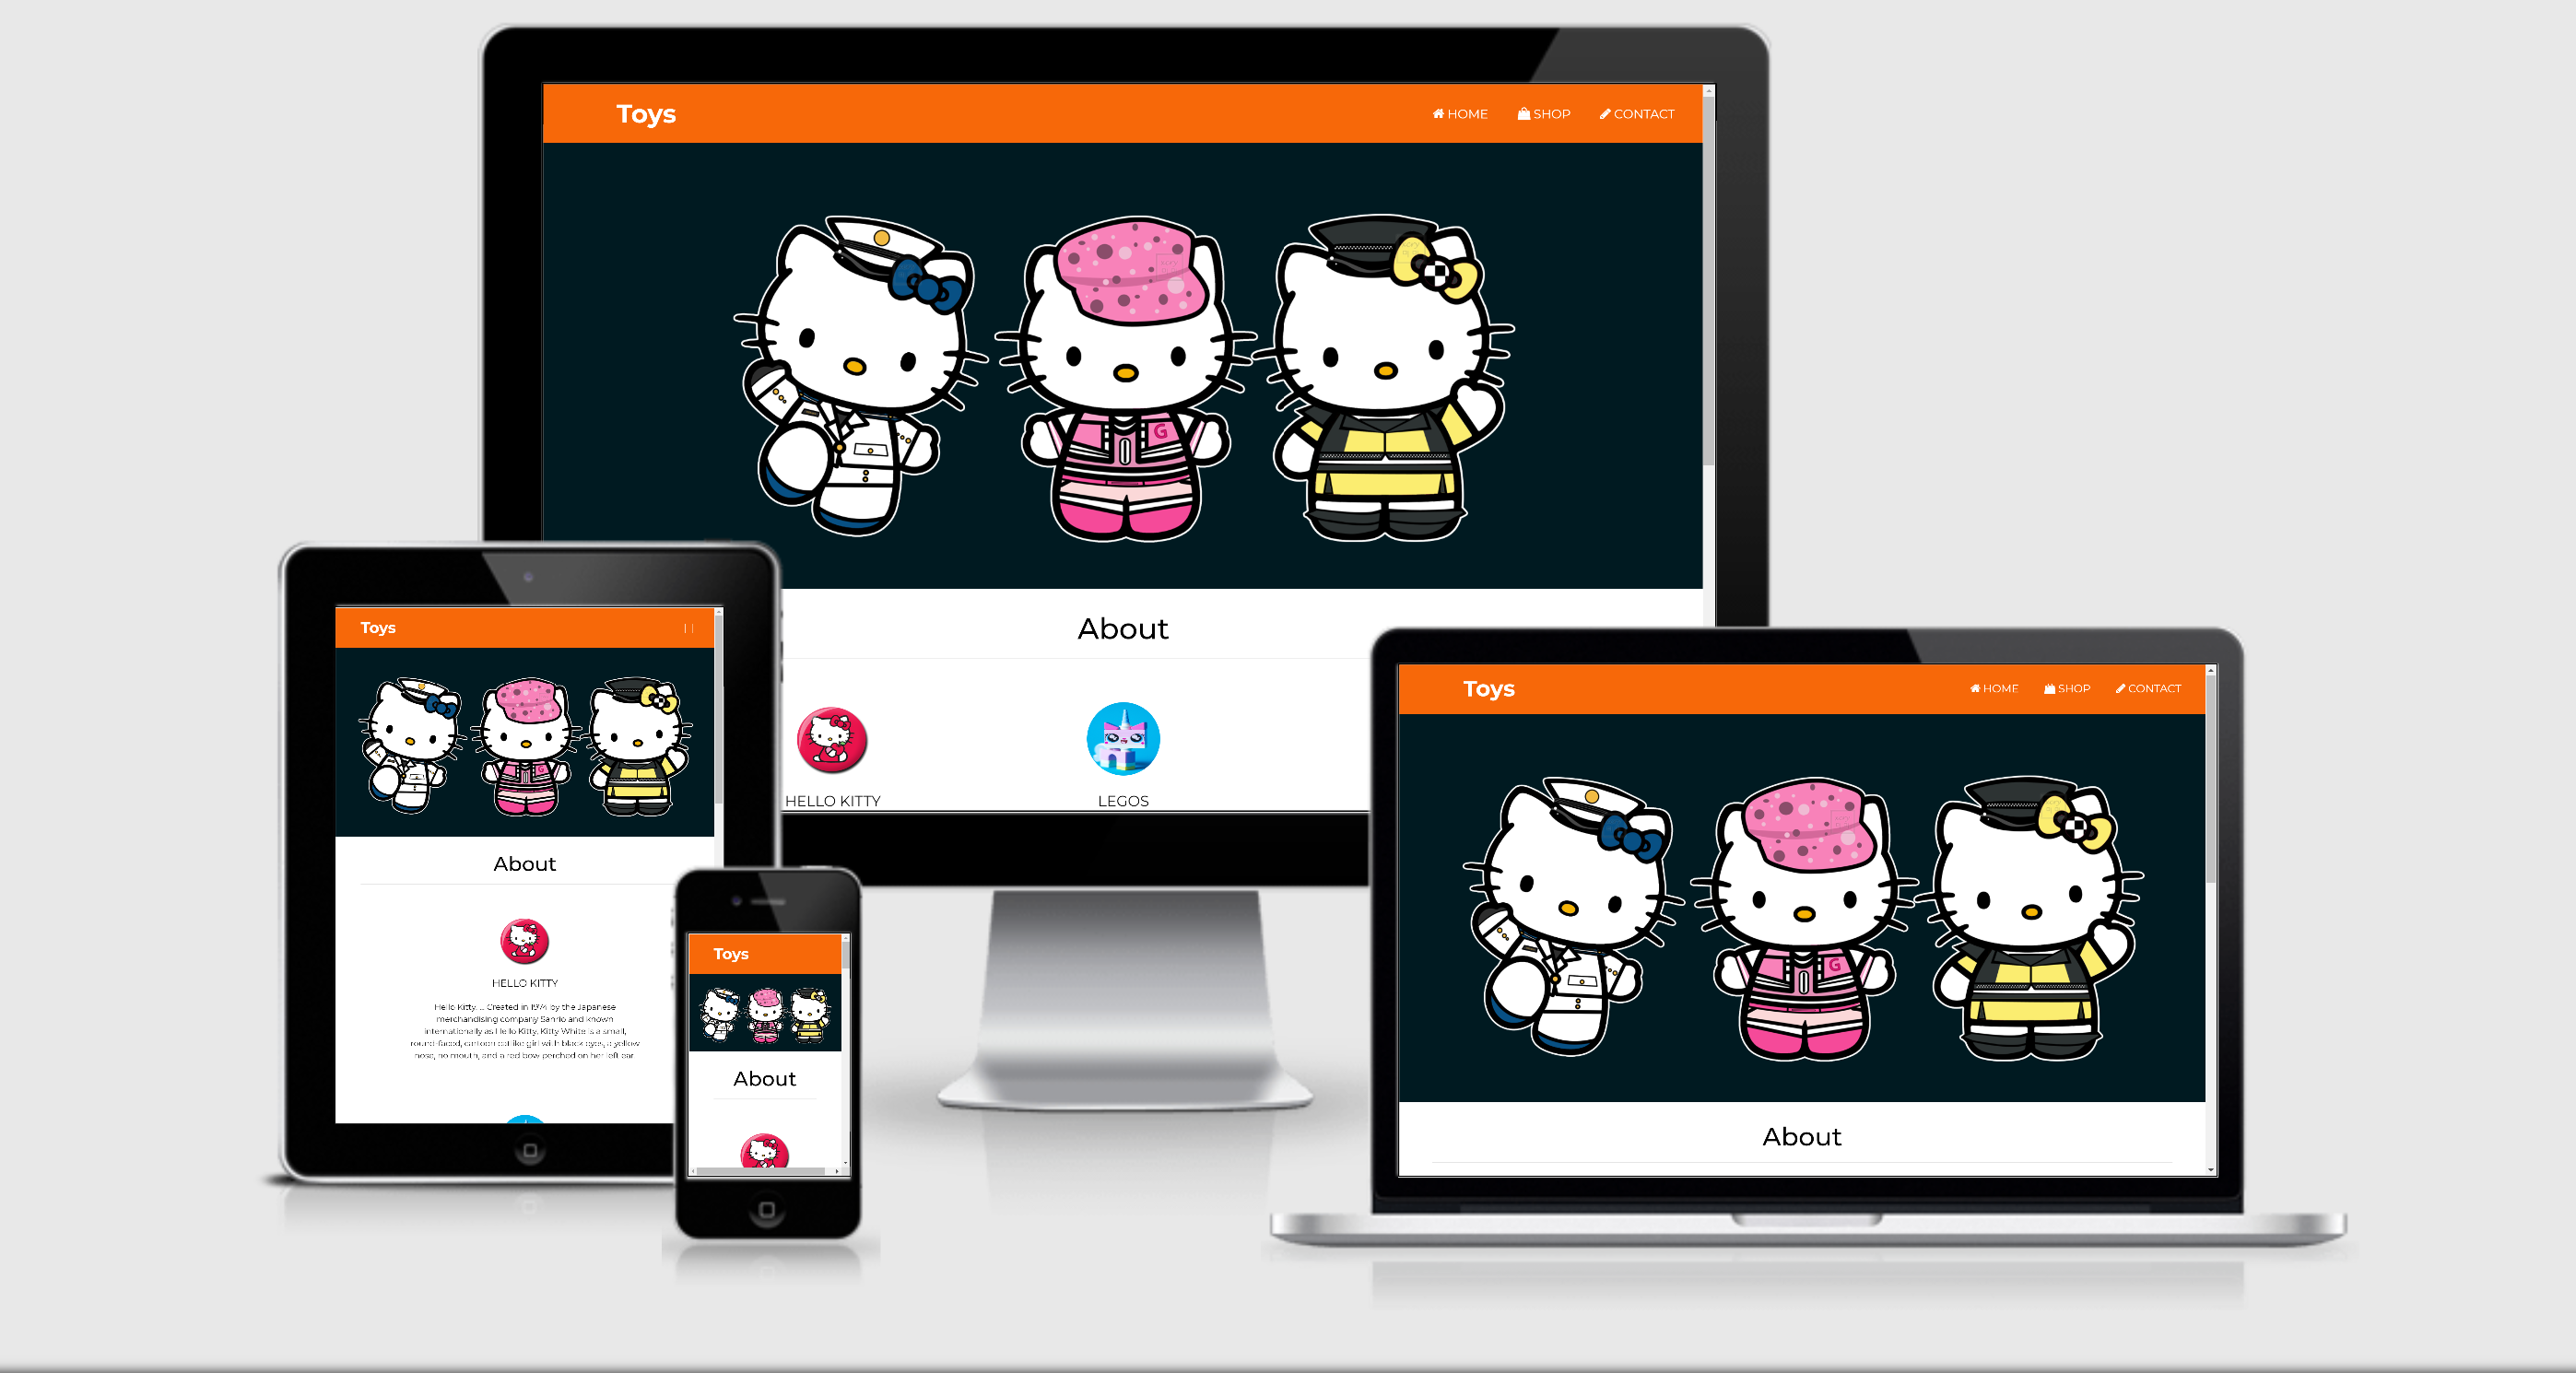 Toys
HOME SHOP CONTACT
G
About
HELLO KITTY
LEGOS
Toys
G
About
HELLO KITTY
Hello Kitty. ... Created in 1974 by the Japanese
merchandising company Sanrio and known
internationally as Hello Kitty, Kitty White is a small,
round-faced, cartoon cat-like girl with black eyes, a yellow
nose, no mouth, and a red bow perched on her left ear
Toys
About
Toys
HOME SHOP CONTACT
G
About